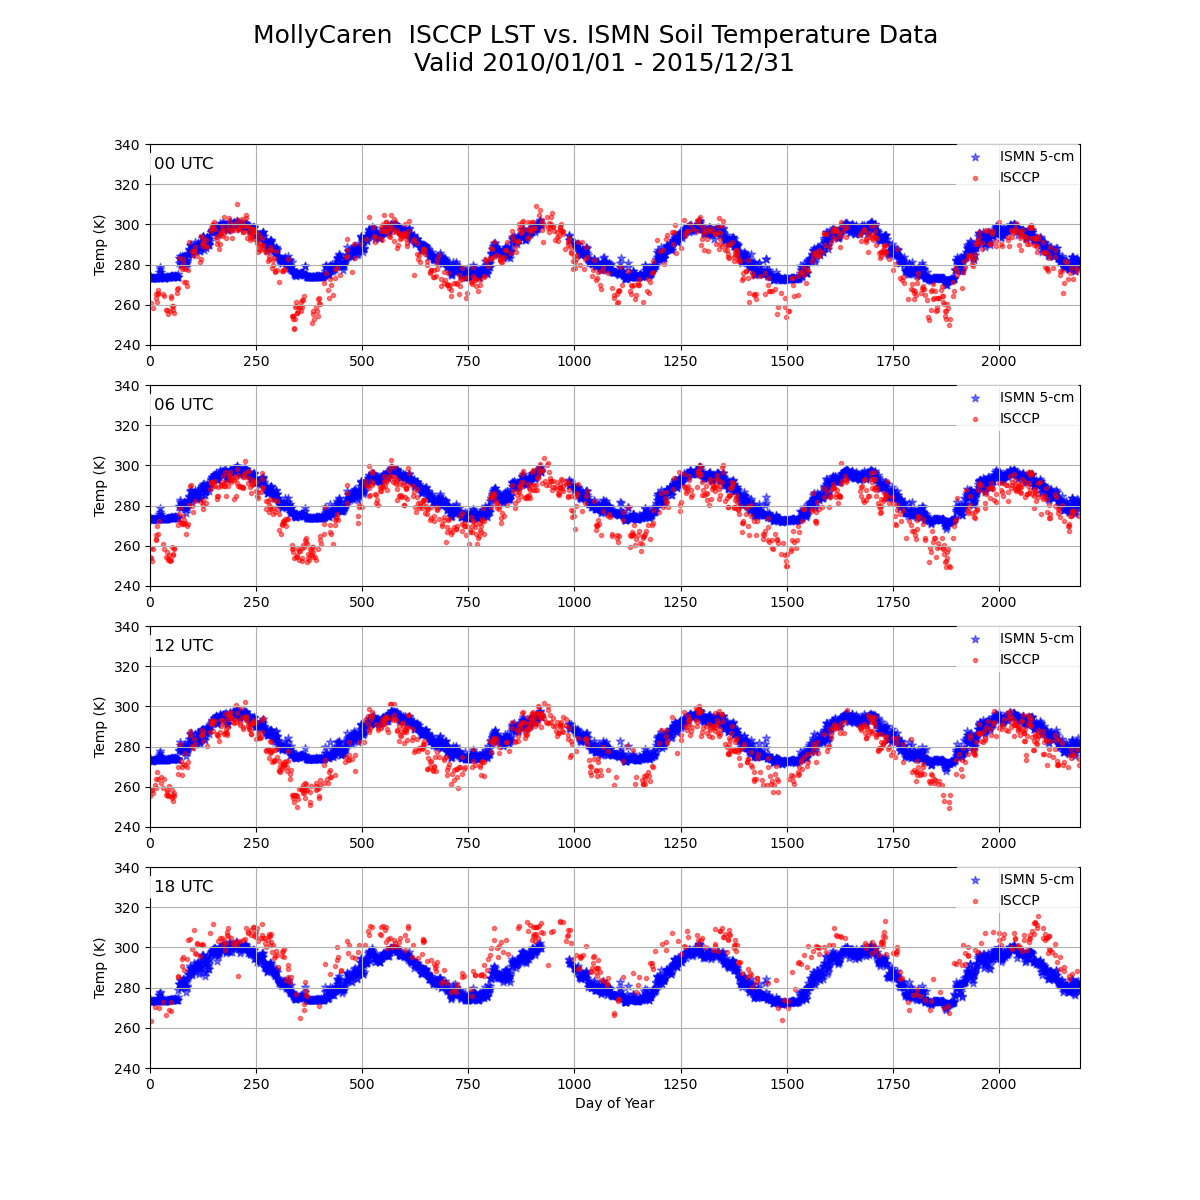 MollyCaren  ISCCP LST vs. ISMN Soil Temperature Data
Valid 2010/01/01 - 2015/12/31
340
320
300
280
260
240
Temp (K)
00 UTC
ISMN 5-cm
ISCCP
0 250 500 750 1000 1250 1500 1750 2000
340
320
300
280
260
240
Temp (K)
06 UTC
ISMN 5-cm
ISCCP
0 250 500 750 1000 1250 1500 1750 2000
340
320
300
280
260
240
Temp (K)
12 UTC
ISMN 5-cm
ISCCP
0 250 500 750 1000 1250 1500 1750 2000
340
320
300
280
260
240
Temp (K)
18 UTC
ISMN 5-cm
ISCCP
0 250 500 750 1000 1250 1500 1750 2000
Day of Year